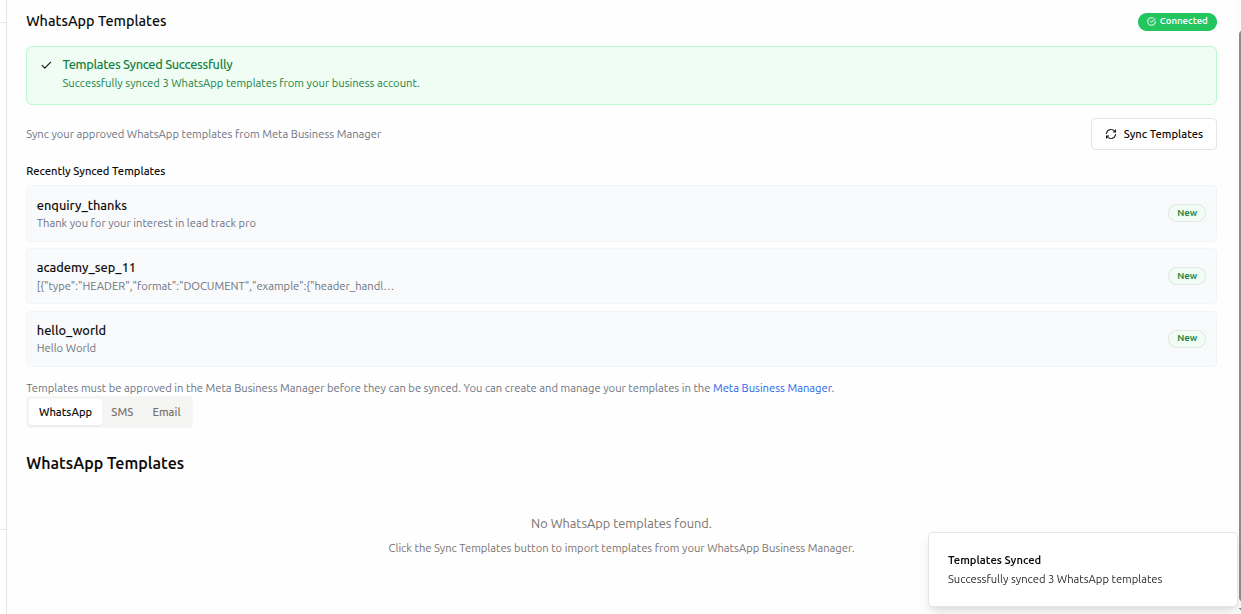 WhatsApp Templates
Connected
Templates Synced Successfully
Successfully synced 3 WhatsApp templates from your business account.
Sync your approved WhatsApp templates from Meta Business Manager
Sync Templates
Recently Synced Templates
enquiry_thanks
Thank you for your interest in lead track pro
New
academy_sep_11
[{"type":"HEADER","format":"DOCUMENT","example":{"header_handl...
New
hello_world
Hello World
New
Templates must be approved in the Meta Business Manager before they can be synced. You can create and manage your templates in the Meta Business Manager.
WhatsApp SMS Email
WhatsApp Templates
No WhatsApp templates found.
Click the Sync Templates button to import templates from your WhatsApp Business Manager.
Templates Synced
Successfully synced 3 WhatsApp templates